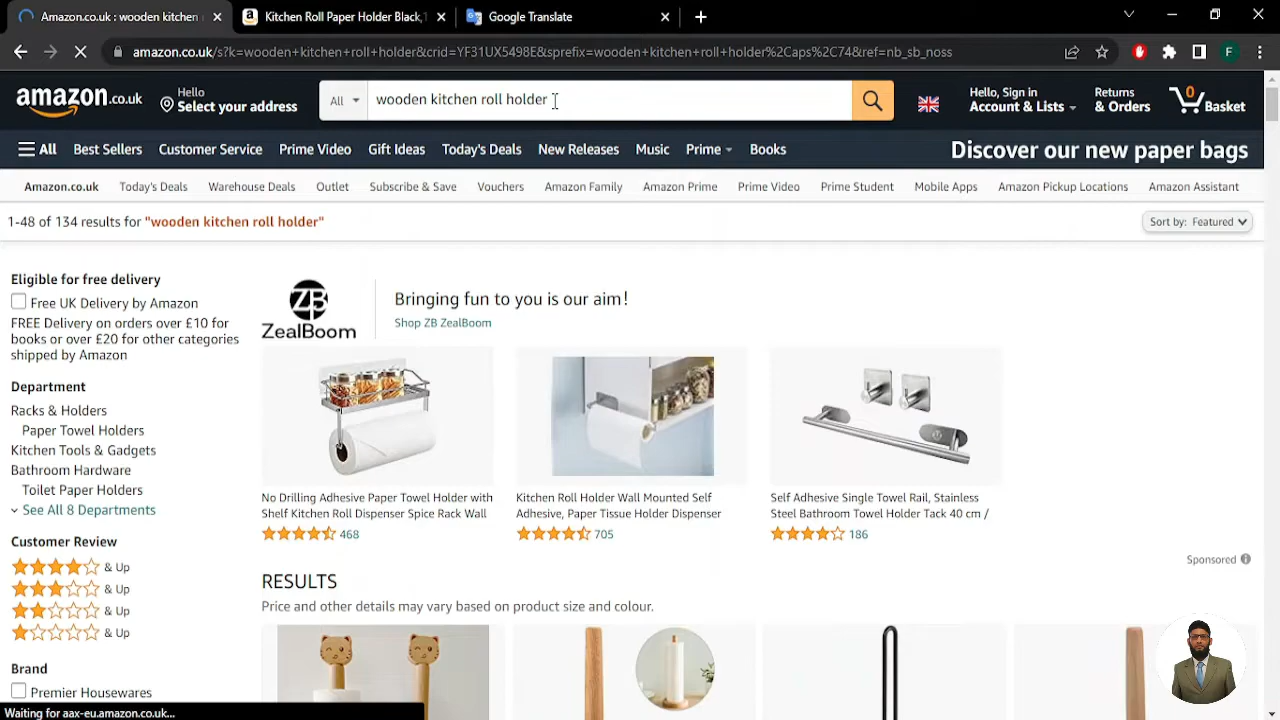 Amazon.co.uk : wooden kitchen
Kitchen Roll Paper Holder Black,1
Google Translate
amazon.co.uk/s?k=wooden+kitchen+roll+holder&crid=YF31UX5498E&sprefix=wooden+kitchen+roll+holder%2Caps%2C74&ref=nb_sb_noss
F
amazon.co.uk
Hello
Select your address
All
wooden kitchen roll holder
Hello, Sign in
Account & Lists
Returns
& Orders
0
Basket
All
Best Sellers
Customer Service
Prime Video
Gift Ideas
Today's Deals
New Releases
Music
Prime
Books
Discover our new paper bags
Amazon.co.uk
Today's Deals
Warehouse Deals
Outlet
Subscribe & Save
Vouchers
Amazon Family
Amazon Prime
Prime Video
Prime Student
Mobile Apps
Amazon Pickup Locations
Amazon Assistant
1-48 of 134 results for "wooden kitchen roll holder"
Sort by: Featured
Eligible for free delivery
Free UK Delivery by Amazon
FREE Delivery on orders over £10 for
books or over £20 for other categories
shipped by Amazon
Department
Racks & Holders
Paper Towel Holders
Kitchen Tools & Gadgets
Bathroom Hardware
Toilet Paper Holders
See All 8 Departments
Customer Review
& Up
& Up
& Up
& Up
Brand
Premier Housewares
ZB
ZealBoom
Bringing fun to you is our aim!
Shop ZB ZealBoom
No Drilling Adhesive Paper Towel Holder with
Shelf Kitchen Roll Dispenser Spice Rack Wall
468
Kitchen Roll Holder Wall Mounted Self
Adhesive, Paper Tissue Holder Dispenser
705
Self Adhesive Single Towel Rail, Stainless
Steel Bathroom Towel Holder Tack 40 cm /
186
Sponsored
RESULTS
Price and other details may vary based on product size and colour.
Waiting for aax-eu.amazon.co.uk...